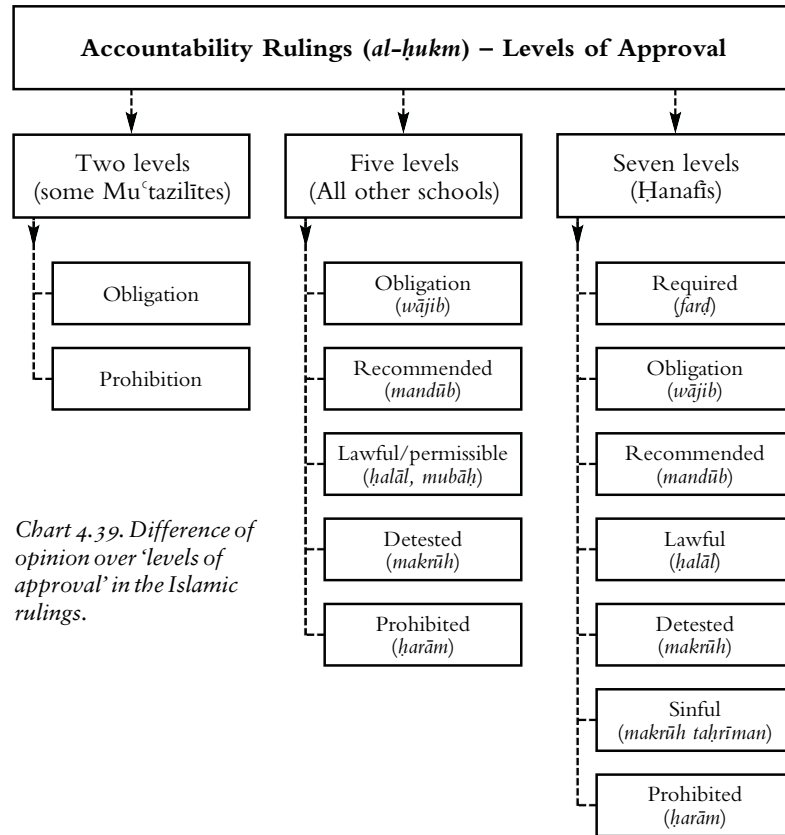 Accountability Rulings (al-ḥukm) – Levels of Approval
Two levels
(some Muʿtazilītes)
Obligation
Prohibition
Five levels
(All other schools)
Obligation
(wājib)
Recommended
(mandūb)
Lawful/permissible
(ḥalāl, mubāḥ)
Detested
(makrūh)
Prohibited
(ḥarām)
Seven levels
(Ḥanafīs)
Required
(farḍ)
Obligation
(wājib)
Recommended
(mandūb)
Lawful
(ḥalāl)
Detested
(makrūh)
Sinful
(makrūh taḥrīman)
Prohibited
(ḥarām)
Chart 4.39. Difference of
opinion over ‘levels of
approval’ in the Islamic
rulings.